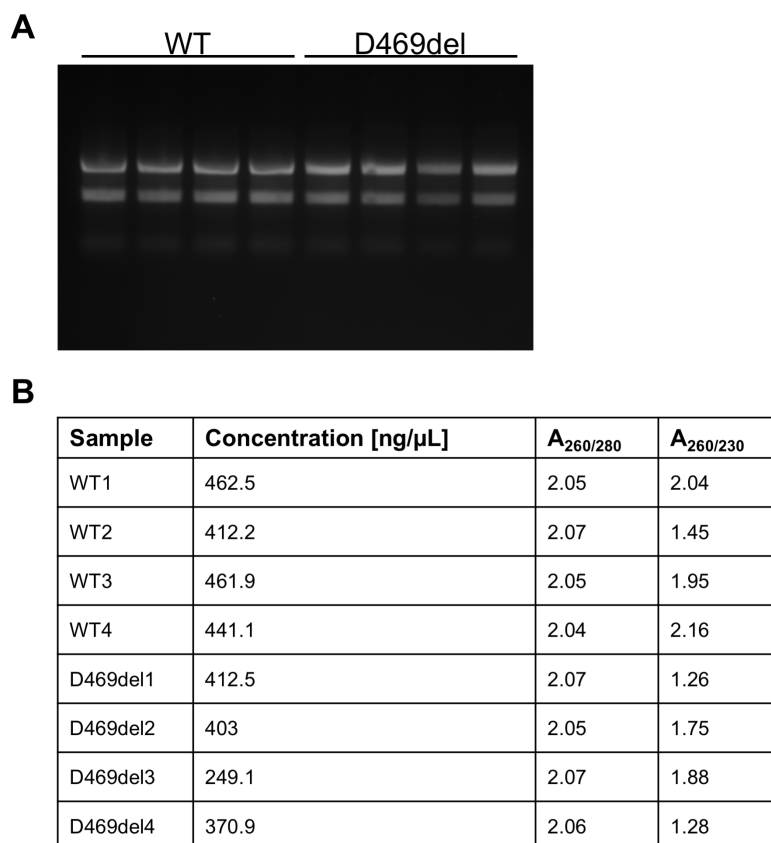 A
WT D469del
B
Sample Concentration [ng/µL] A260/280 A260/230
WT1 462.5 2.05 2.04
WT2 412.2 2.07 1.45
WT3 461.9 2.05 1.95
WT4 441.1 2.04 2.16
D469del1 412.5 2.07 1.26
D469del2 403 2.05 1.75
D469del3 249.1 2.07 1.88
D469del4 370.9 2.06 1.28